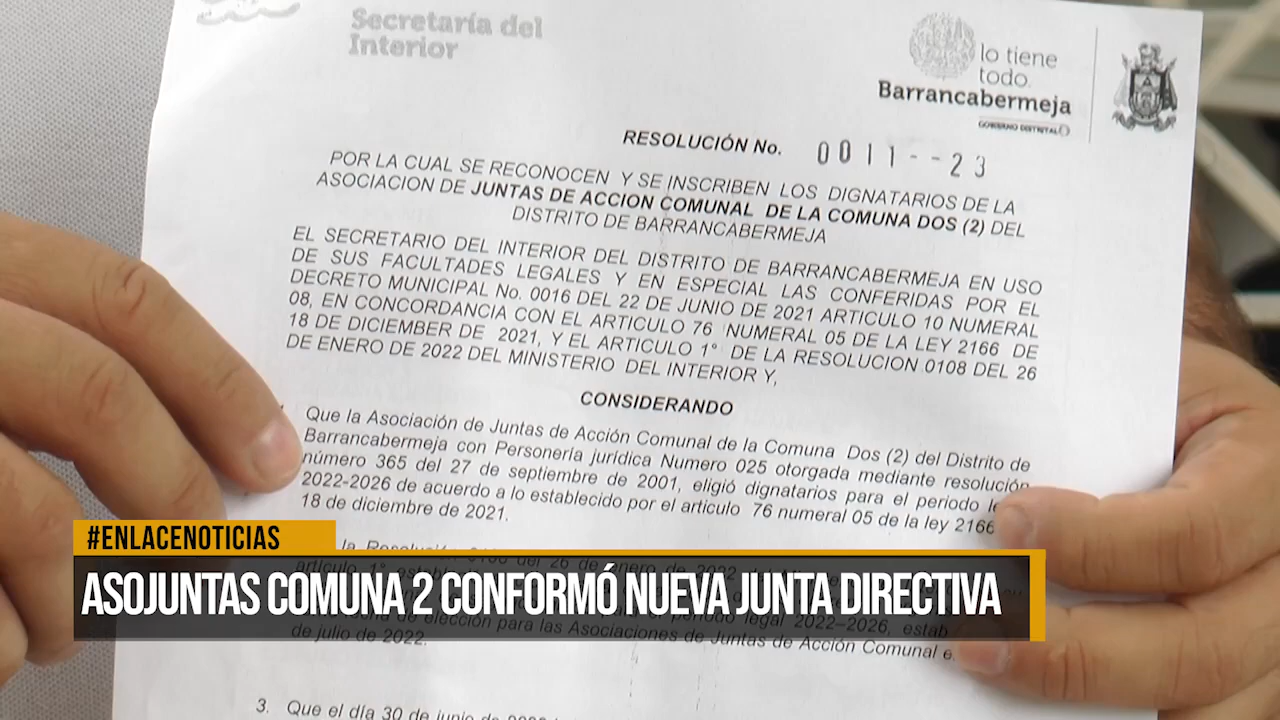 Secretaría del
Interior
lo tiene
todo.
Barrancabermeja
GOBIERNO DISTRITAL
RESOLUCIÓN No. 0011--23
POR LA CUAL SE RECONOCEN Y SE INSCRIBEN LOS DIGNATARIOS DE LA
ASOCIACION DE JUNTAS DE ACCION COMUNAL DE LA COMUNA DOS (2) DEL
DISTRITO DE BARRANCABERMEJA
EL SECRETARIO DEL INTERIOR DEL DISTRITO DE BARRANCABERMEJA EN USO
DE SUS FACULTADES LEGALES Y EN ESPECIAL LAS CONFERIDAS POR EL
DECRETO MUNICIPAL No. 0016 DEL 22 DE JUNIO DE 2021 ARTICULO 10 NUMERAL
08, EN CONCORDANCIA CON EL ARTICULO 76 NUMERAL 05 DE LA LEY 2166 DE
18 DE DICIEMBRE DE 2021, Y EL ARTICULO 1° DE LA RESOLUCION 0108 DEL 26
DE ENERO DE 2022 DEL MINISTERIO DEL INTERIOR Y,
CONSIDERANDO
Que la Asociación de Juntas de Acción Comunal de la Comuna Dos (2) del Distrito de
Barrancabermeja con Personería jurídica Numero 025 otorgada mediante resolución
número 365 del 27 de septiembre de 2001, eligió dignatarios para el periodo
2022-2026 de acuerdo a lo establecido por el articulo 76 numeral 05 de la ley 2166
18 de diciembre de 2021.
#ENLACENOTICIAS
ASOJUNTAS COMUNA 2 CONFORMÓ NUEVA JUNTA DIRECTIVA
de elección para las Asociaciones de Juntas de Acción Comunal
de julio de 2022.
3. Que el día 30 de junio de